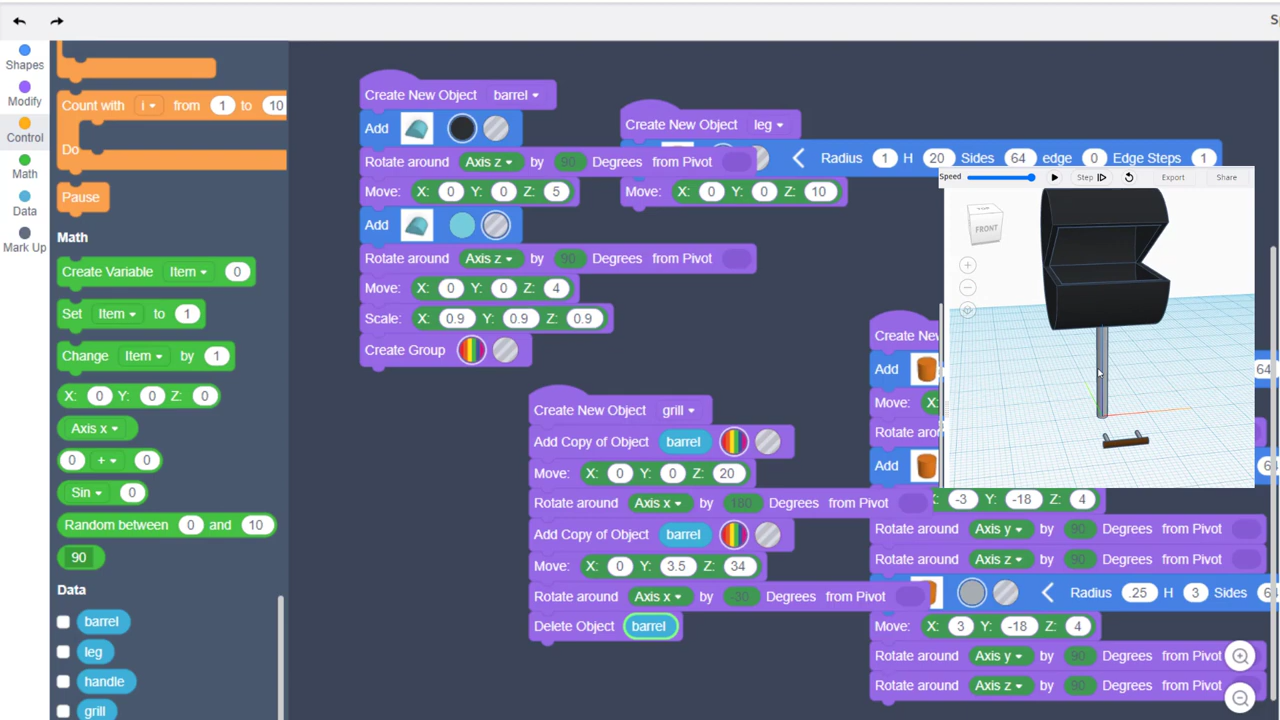 S
Shapes
Modify
Control
Math
Data
Mark Up
Count with i from 1 to 10
Do
Pause
Math
Create Variable Item 0
Set Item to 1
Change Item by 1
X: 0 Y: 0 Z: 0
Axis x
0 + 0
Sin 0
Random between 0 and 10
90
Data
barrel
leg
handle
grill
Create New Object barrel
Add
Rotate around Axis z by 90 Degrees from Pivot
Move: X: 0 Y: 0 Z: 5
Add
Rotate around Axis z by 90 Degrees from Pivot
Move: X: 0 Y: 0 Z: 4
Scale: X: 0.9 Y: 0.9 Z: 0.9
Create Group
Create New Object leg
Radius 1 H 20 Sides 64 edge 0 Edge Steps 1
Move: X: 0 Y: 0 Z: 10
Create New Object grill
Add Copy of Object barrel
Move: X: 0 Y: 0 Z: 20
Rotate around Axis x by 180 Degrees from Pivot
Add Copy of Object barrel
Move: X: 0 Y: 3.5 Z: 34
Rotate around Axis x by -30 Degrees from Pivot
Delete Object barrel
Speed Step Export Share
TOP
FRONT
Create
Add 64
Move: X:
Rotate around
Add
X: -3 Y: -18 Z: 4
Rotate around Axis y by 90 Degrees from Pivot
Rotate around Axis z by 90 Degrees from Pivot
Radius .25 H 3 Sides
Move: X: 3 Y: -18 Z: 4
Rotate around Axis y by 90 Degrees from Pivot
Rotate around Axis z by 90 Degrees from Pivot